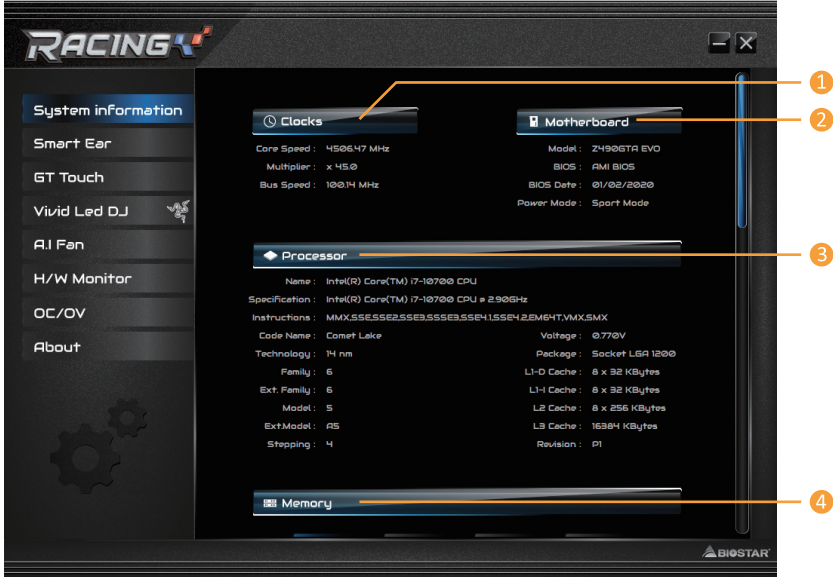 RACING
System information
Smart Ear
GT Touch
Vivid Led DJ
A.I Fan
H/W Monitor
OC/OV
About
1
Clocks
Core Speed : 4506.47 MHz
Multiplier : x 45.0
Bus Speed : 100.14 MHz
2
Motherboard
Model : Z490GTA EVO
BIOS : AMI BIOS
BIOS Date : 01/02/2020
Power Mode : Sport Mode
3
Processor
Name : Intel(R) Core(TM) i7-10700 CPU
Specification : Intel(R) Core(TM) i7-10700 CPU @ 2.90GHz
Instructions : MMX,SSE,SSE2,SSE3,SSSE3,SSE4.1,SSE4.2,EM64T,VMX,SMX
Code Name : Comet Lake
Technology : 14 nm
Family : 6
Ext. Family : 6
Model : 5
Ext.Model : A5
Stepping : 4
Voltage : 0.770V
Package : Socket LGA 1200
L1-D Cache : 8 x 32 KBytes
L1-I Cache : 8 x 32 KBytes
L2 Cache : 8 x 256 KBytes
L3 Cache : 16384 KBytes
Revision : P1
4
Memory
BIOSTAR